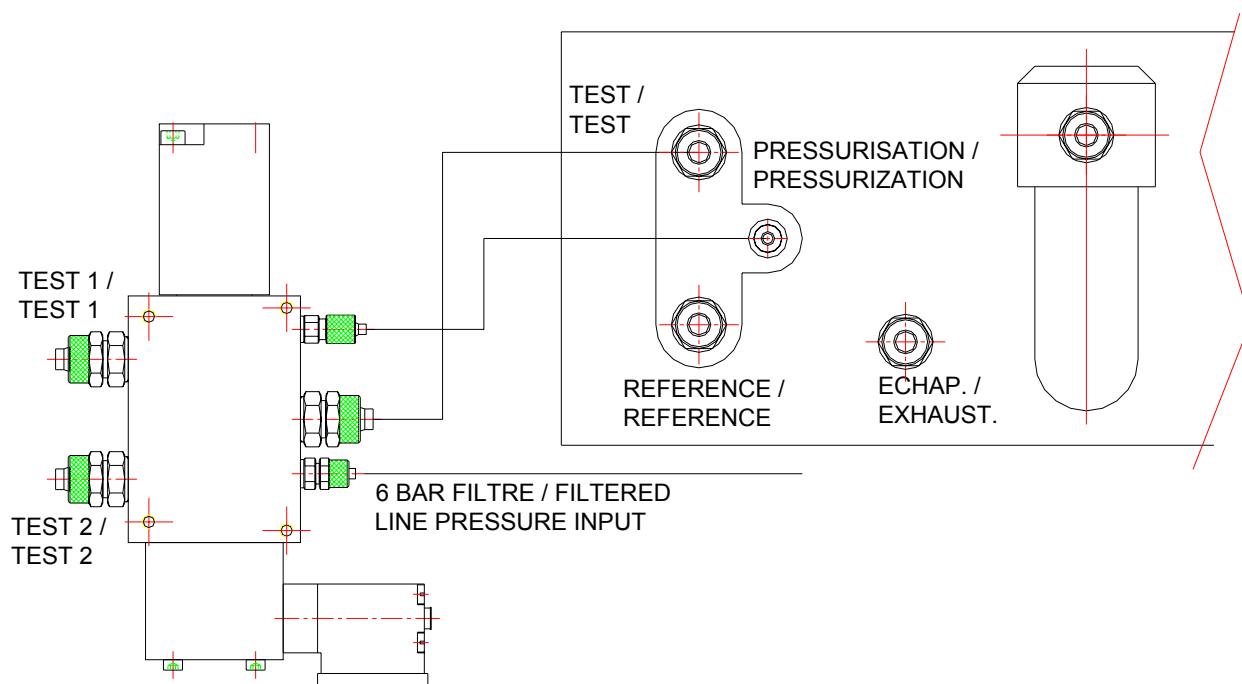 TEST /
TEST
PRESSURISATION /
PRESSURIZATION
TEST 1 /
TEST 1
REFERENCE /
REFERENCE
ECHAP. /
EXHAUST.
6 BAR FILTRE / FILTERED
LINE PRESSURE INPUT
TEST 2 /
TEST 2